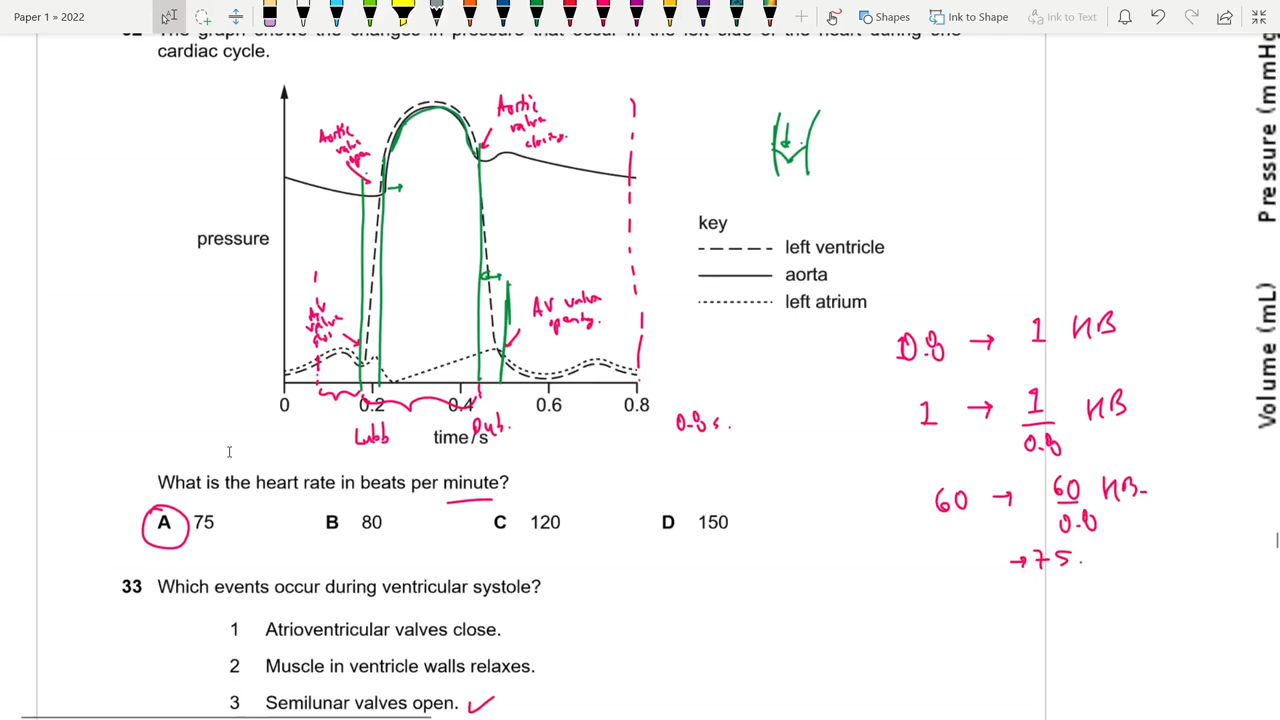 Paper 1 » 2022
Shapes
Ink to Shape
Ink to Text
cardiac cycle.
Aortic
valve
open
Aortic
valve
closing.
pressure
key
left ventricle
aorta
left atrium
AV
valve
AV valve
opening.
0
0.2
0.4
0.6
0.8
Lubb
Dub.
time / s
0.8 s.
0.8 → 1 HB
1 → 1/0.8 HB
60 → 60/0.8 HB-
→ 75.
Pressure (mmHg
Volume (mL)
What is the heart rate in beats per minute?
A 75 B 80 C 120 D 150
33 Which events occur during ventricular systole?
1 Atrioventricular valves close.
2 Muscle in ventricle walls relaxes.
3 Semilunar valves open.